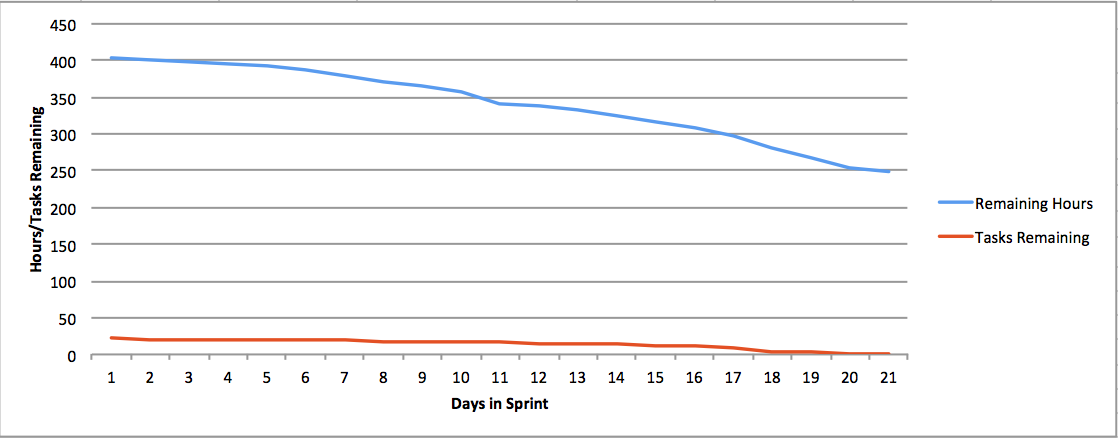 450
400
350
300
250
200
150
100
50
0
Hours/Tasks Remaining
1 2 3 4 5 6 7 8 9 10 11 12 13 14 15 16 17 18 19 20 21
Days in Sprint
Remaining Hours
Tasks Remaining